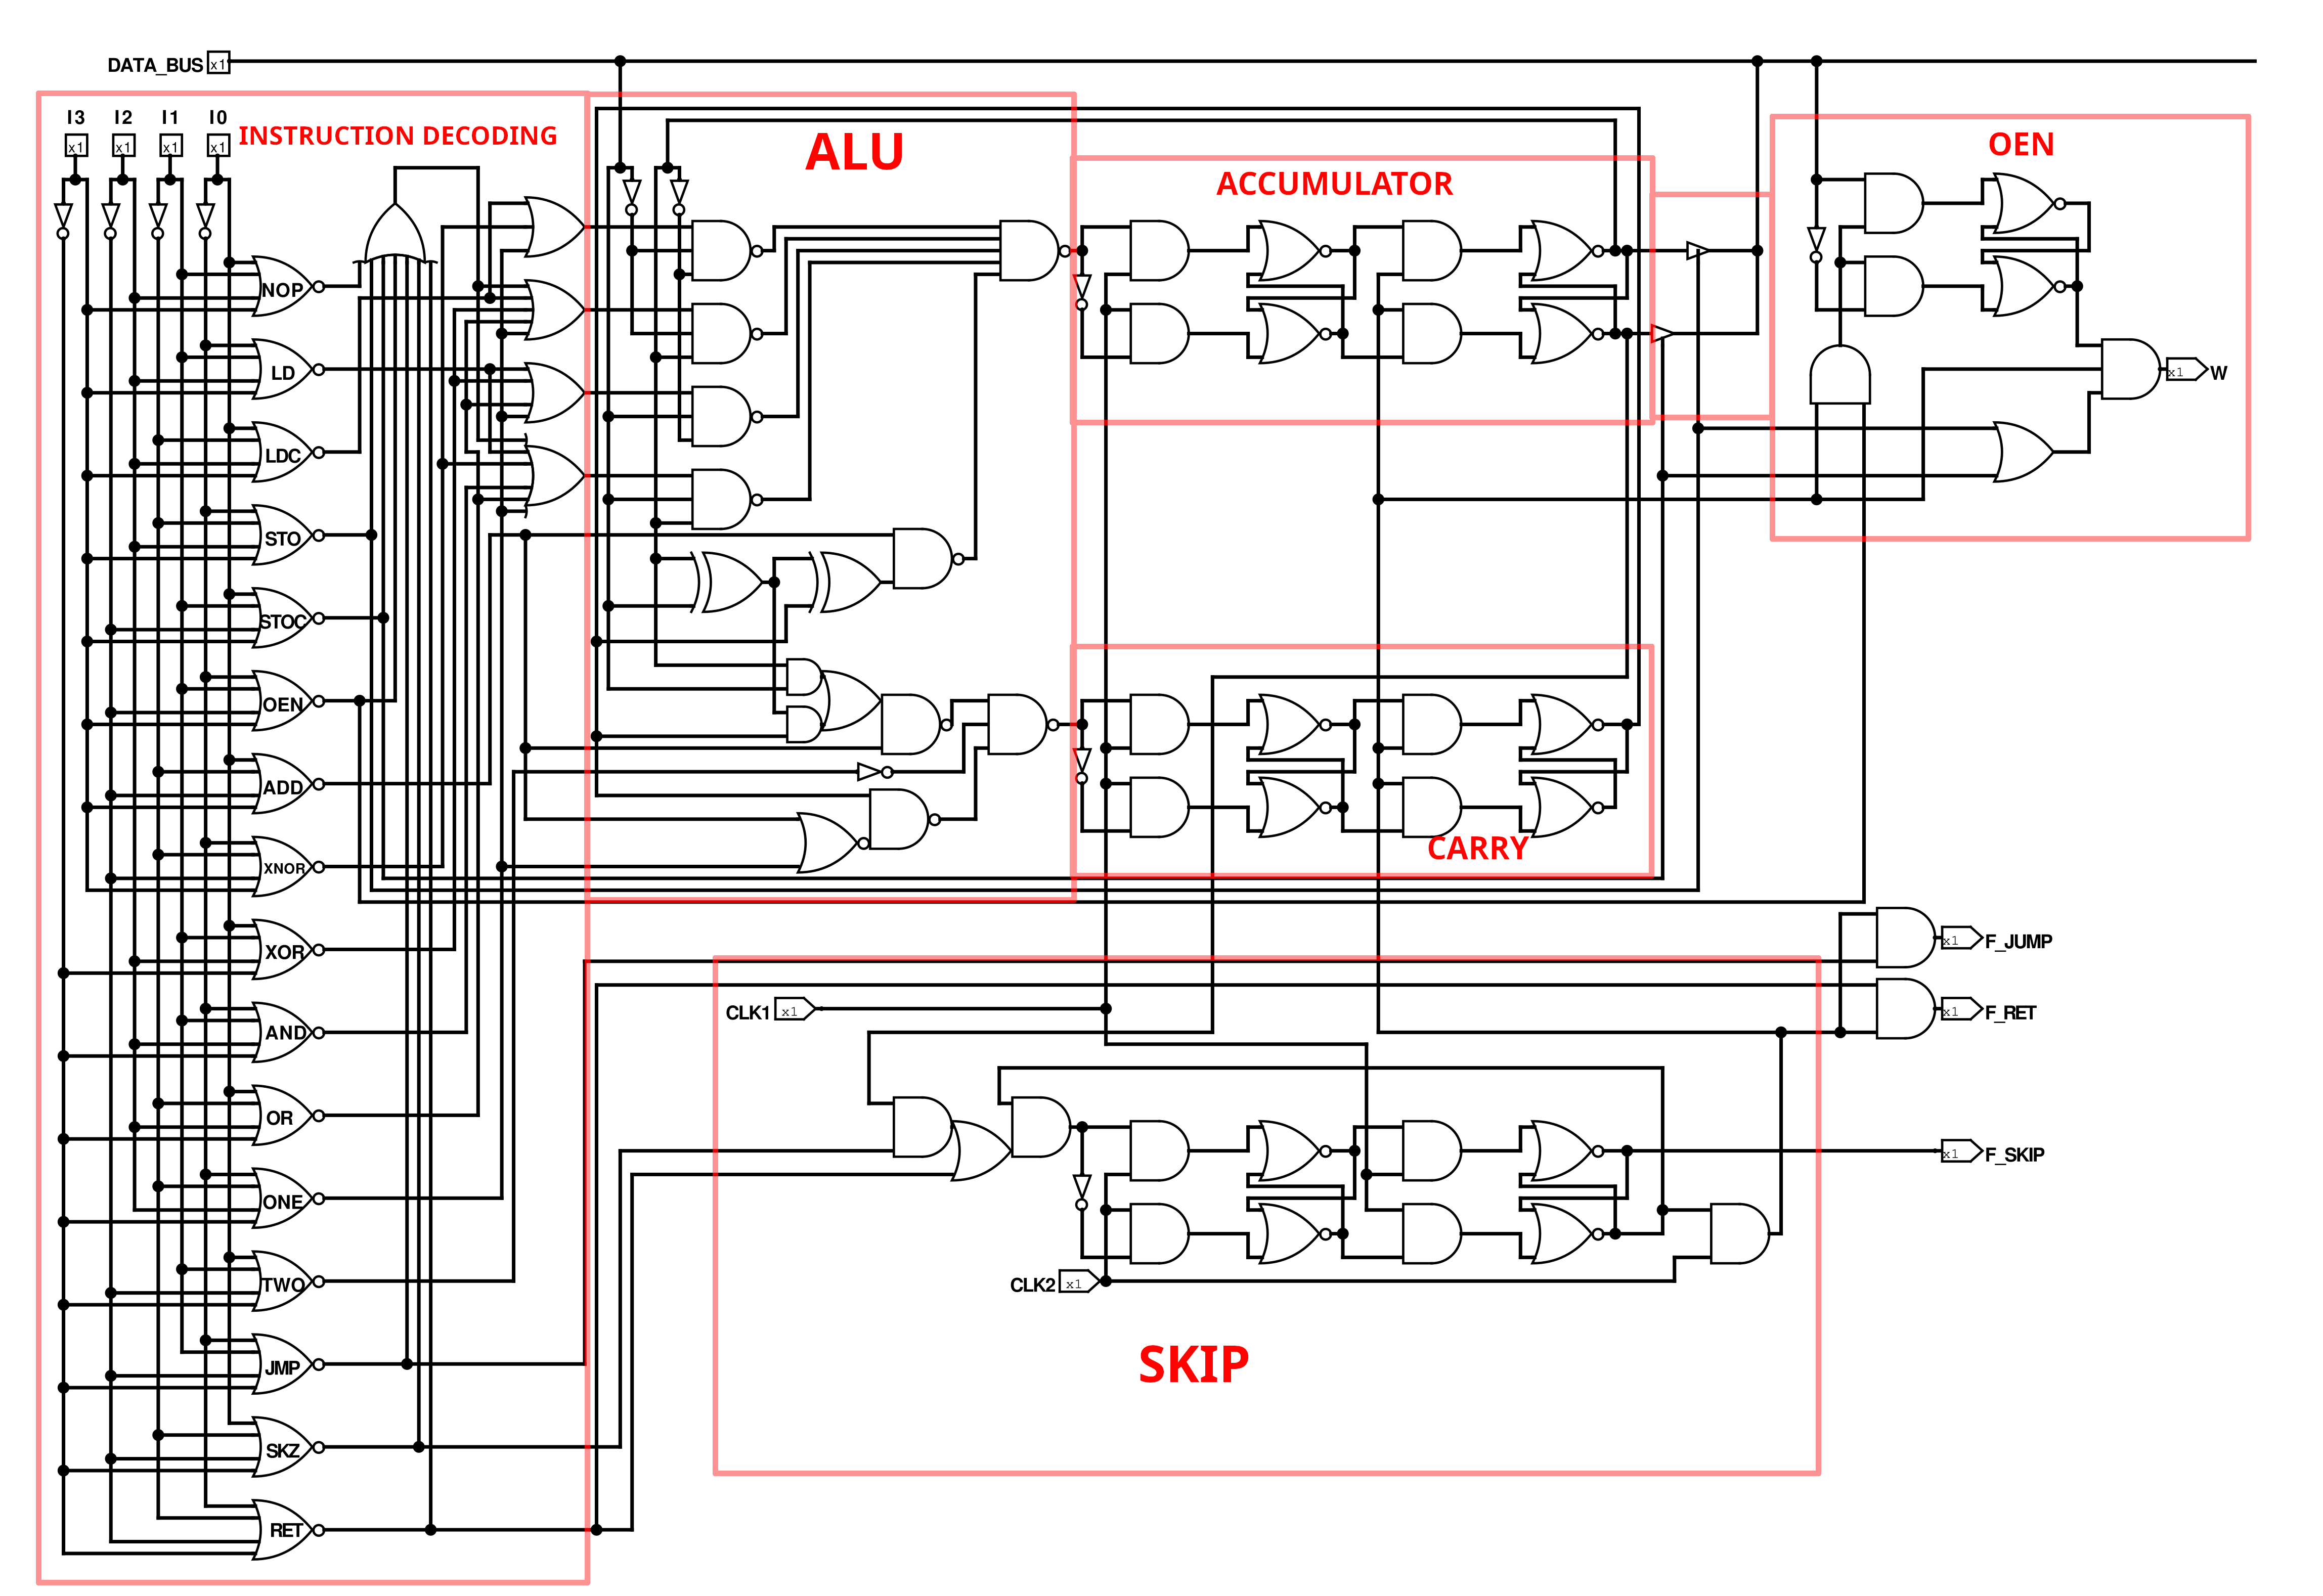 DATA_BUS x1
I3 I2 I1 I0
x1 x1 x1 x1
INSTRUCTION DECODING
ALU
ACCUMULATOR
OEN
NOP
LD
LDC
STO
STOC
OEN
ADD
XNOR
XOR
AND
OR
ONE
TWO
JMP
SKZ
RET
x1 W
CARRY
x1 F_JUMP
CLK1 x1
x1 F_RET
x1 F_SKIP
CLK2 x1
SKIP